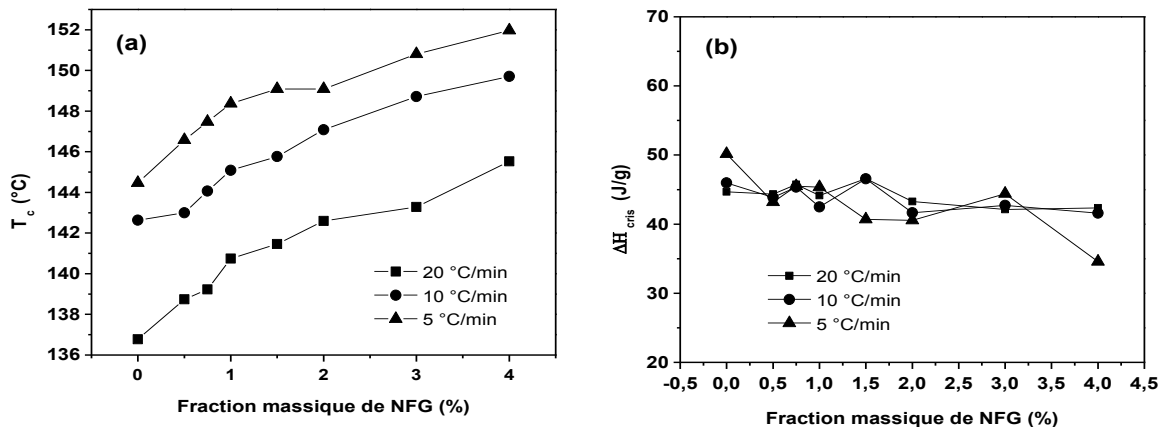 (a)
152
150
148
146
144
142
140
138
136
T c (°C)
0 1 2 3 4
Fraction massique de NFG (%)
20 °C/min
10 °C/min
5 °C/min
(b)
70
60
50
40
30
20
ΔH cris (J/g)
-0,5 0,0 0,5 1,0 1,5 2,0 2,5 3,0 3,5 4,0 4,5
Fraction massique de NFG (%)
20 °C/min
10 °C/min
5 °C/min